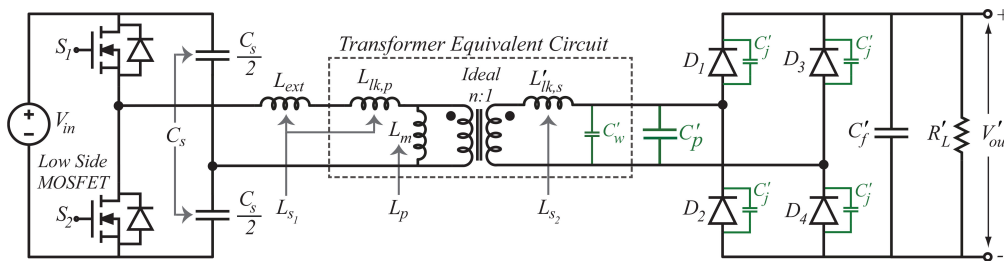 S1
Cs/2
Transformer Equivalent Circuit
Lext
Llk,p
Ideal
n:1
L'lk,s
D1
C'j
D3
C'j
+
Vin
Cs
Lm
C'w
C'p
C'f
R'L
V'out
Low Side
MOSFET
S2
Cs/2
Ls1
Lp
Ls2
D2
C'j
D4
C'j
−